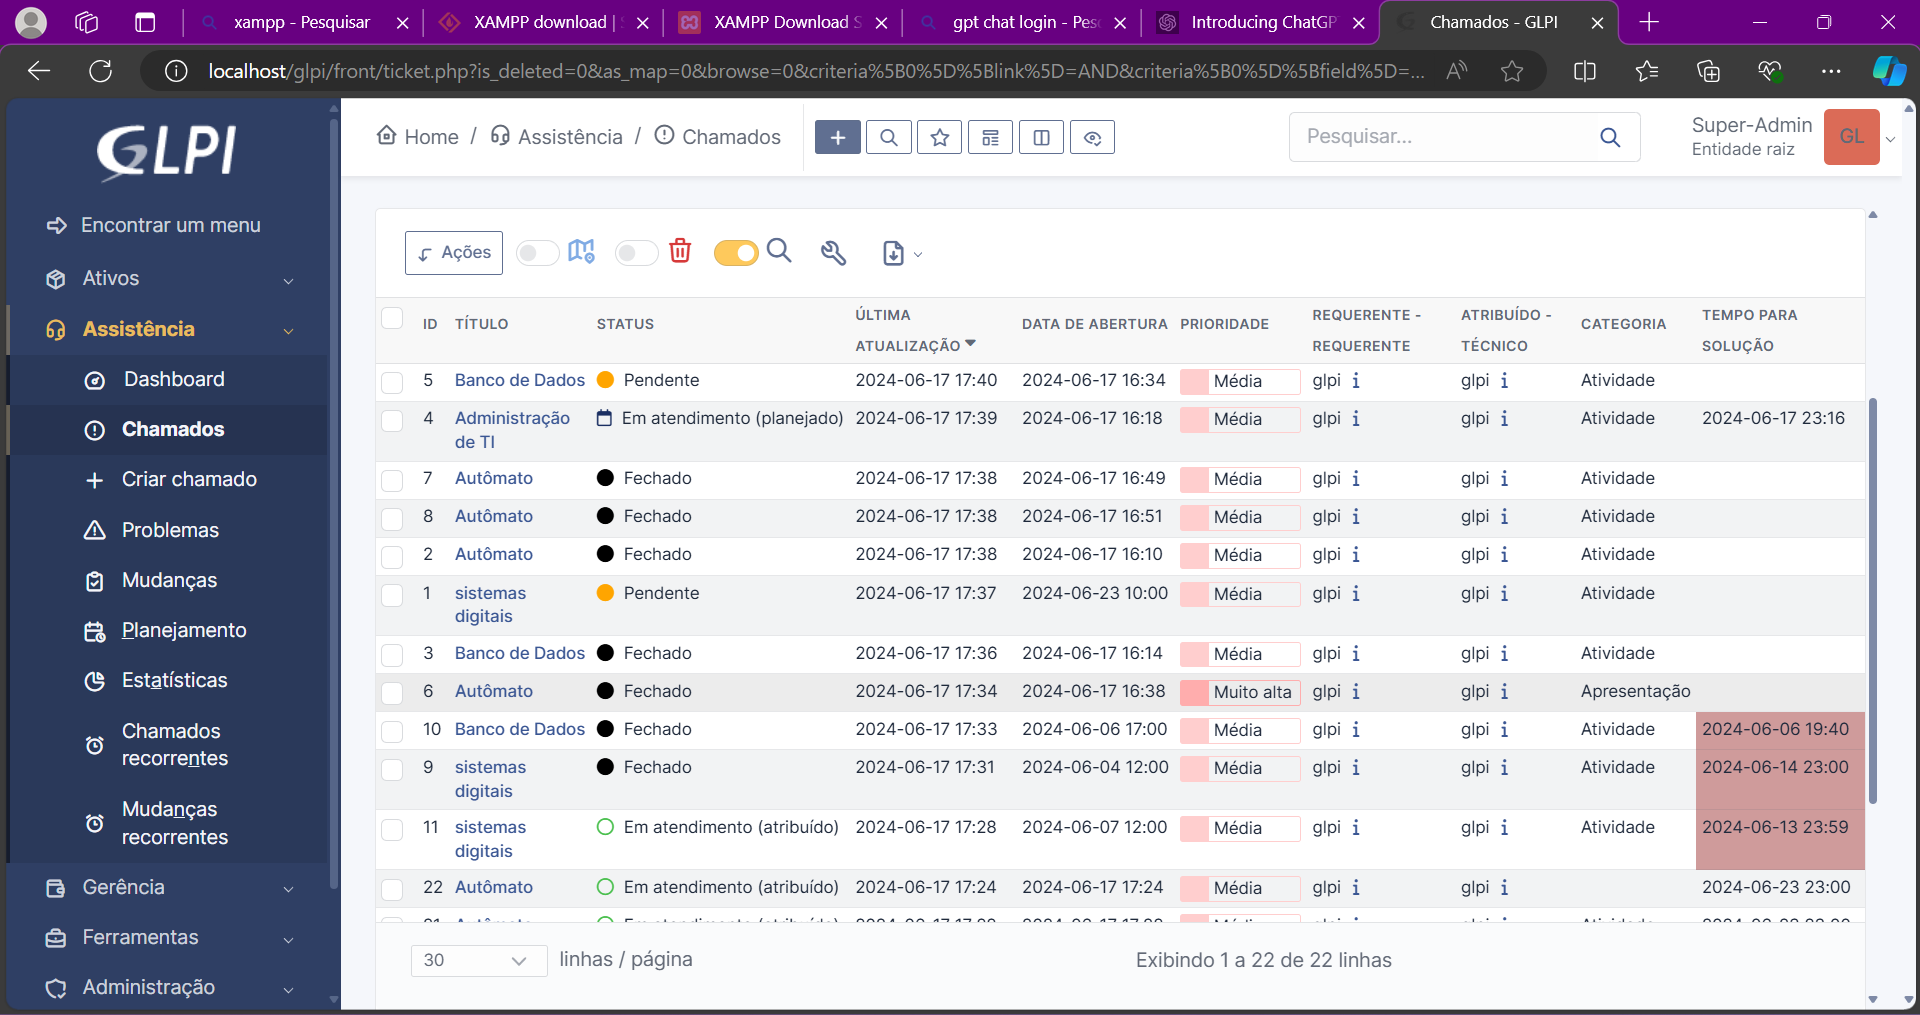 xampp - Pesquisar
XAMPP download |
XAMPP Download S
gpt chat login - Pesq
Introducing ChatGP
Chamados - GLPI
localhost/glpi/front/ticket.php?is_deleted=0&as_map=0&browse=0&criteria%5B0%5D%5Blink%5D=AND&criteria%5B0%5D%5Bfield%5D=...
GLPI
Encontrar um menu
Ativos
Assistência
Dashboard
Chamados
Criar chamado
Problemas
Mudanças
Planejamento
Estatísticas
Chamados
recorrentes
Mudanças
recorrentes
Gerência
Ferramentas
Administração
Home / Assistência / Chamados
Pesquisar...
Super-Admin
Entidade raiz
GL
Ações
ID TÍTULO STATUS ÚLTIMA ATUALIZAÇÃO DATA DE ABERTURA PRIORIDADE REQUERENTE - REQUERENTE ATRIBUÍDO - TÉCNICO CATEGORIA TEMPO PARA SOLUÇÃO
5 Banco de Dados Pendente 2024-06-17 17:40 2024-06-17 16:34 Média glpi i glpi i Atividade
4 Administração de TI Em atendimento (planejado) 2024-06-17 17:39 2024-06-17 16:18 Média glpi i glpi i Atividade 2024-06-17 23:16
7 Autômato Fechado 2024-06-17 17:38 2024-06-17 16:49 Média glpi i glpi i Atividade
8 Autômato Fechado 2024-06-17 17:38 2024-06-17 16:51 Média glpi i glpi i Atividade
2 Autômato Fechado 2024-06-17 17:38 2024-06-17 16:10 Média glpi i glpi i Atividade
1 sistemas digitais Pendente 2024-06-17 17:37 2024-06-23 10:00 Média glpi i glpi i Atividade
3 Banco de Dados Fechado 2024-06-17 17:36 2024-06-17 16:14 Média glpi i glpi i Atividade
6 Autômato Fechado 2024-06-17 17:34 2024-06-17 16:38 Muito alta glpi i glpi i Apresentação
10 Banco de Dados Fechado 2024-06-17 17:33 2024-06-06 17:00 Média glpi i glpi i Atividade 2024-06-06 19:40
9 sistemas digitais Fechado 2024-06-17 17:31 2024-06-04 12:00 Média glpi i glpi i Atividade 2024-06-14 23:00
11 sistemas digitais Em atendimento (atribuído) 2024-06-17 17:28 2024-06-07 12:00 Média glpi i glpi i Atividade 2024-06-13 23:59
22 Autômato Em atendimento (atribuído) 2024-06-17 17:24 2024-06-17 17:24 Média glpi i glpi i 2024-06-23 23:00
30 linhas / página
Exibindo 1 a 22 de 22 linhas